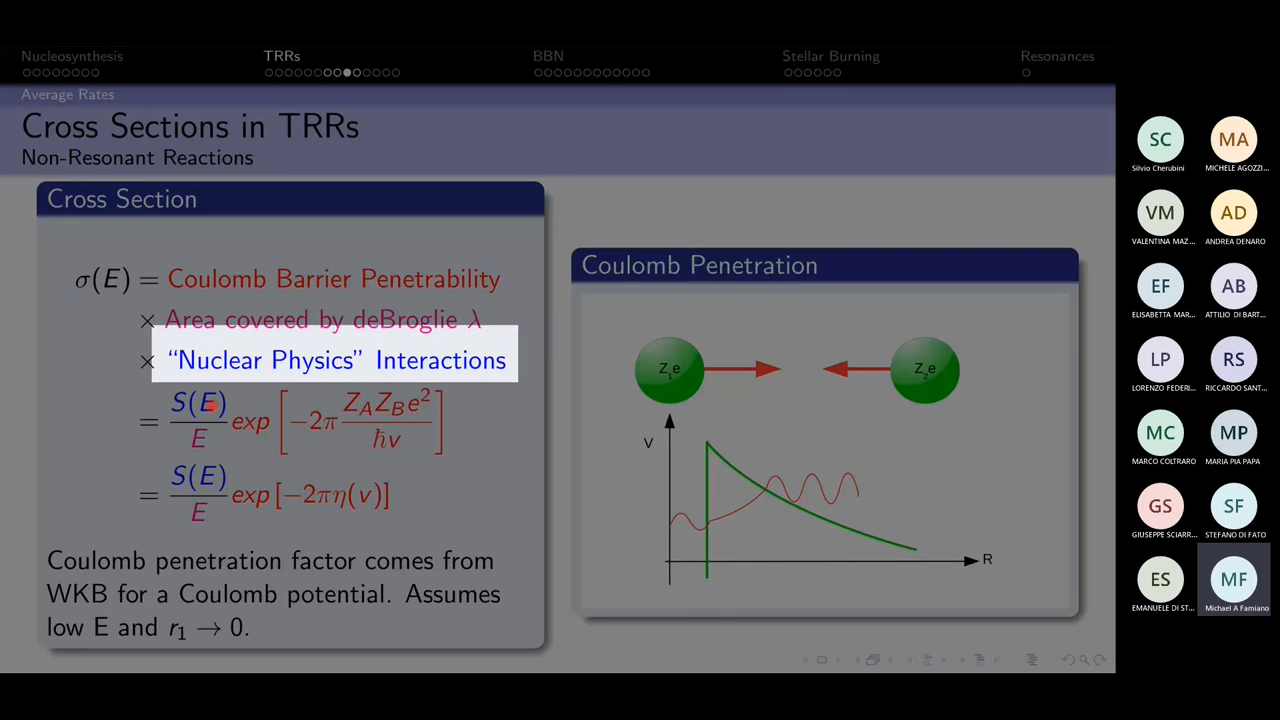 Nucleosynthesis TRRs BBN Stellar Burning Resonances
Average Rates
Cross Sections in TRRs
Non-Resonant Reactions
Cross Section
σ(E) = Coulomb Barrier Penetrability
× Area covered by deBroglie λ
× “Nuclear Physics” Interactions
= S(E)/E exp [−2π Z_A Z_B e²/ħv]
= S(E)/E exp [−2πη(v)]
Coulomb penetration factor comes from
WKB for a Coulomb potential. Assumes
low E and r₁ → 0.
Coulomb Penetration
Z₁e Z₂e
V
R
SC MA
Silvio Cherubini MICHELE AGOZZI...
VM AD
VALENTINA MAZ... ANDREA DENARO
EF AB
ELISABETTA MAR... ATTILIO DI BART...
LP RS
LORENZO FEDERI... RICCARDO SANT...
MC MP
MARCO COLTRARO MARIA PIA PAPA
GS SF
GIUSEPPE SCIARR... STEFANO DI FATO
ES MF
EMANUELE DI ST... Michael A Famiano